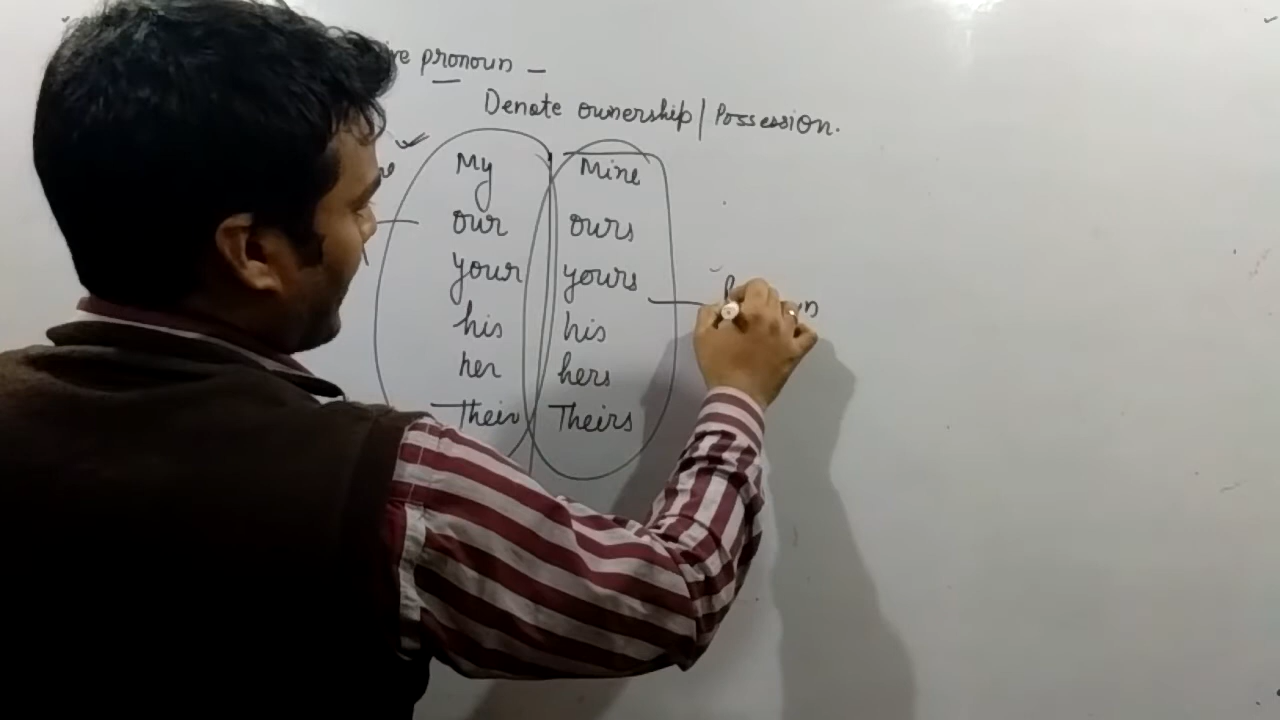 pronoun –
Denote ownership / Possession.
My Mine
our ours
your yours
his his
her hers
Their Theirs